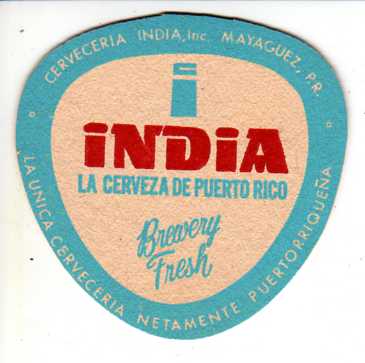 CERVECERIA INDIA, Inc. MAYAGUEZ, P.R.
i
iNDiA
LA CERVEZA DE PUERTO RICO
Brewery
Fresh
LA UNICA CERVECERIA NETAMENTE PUERTORRIQUEÑA